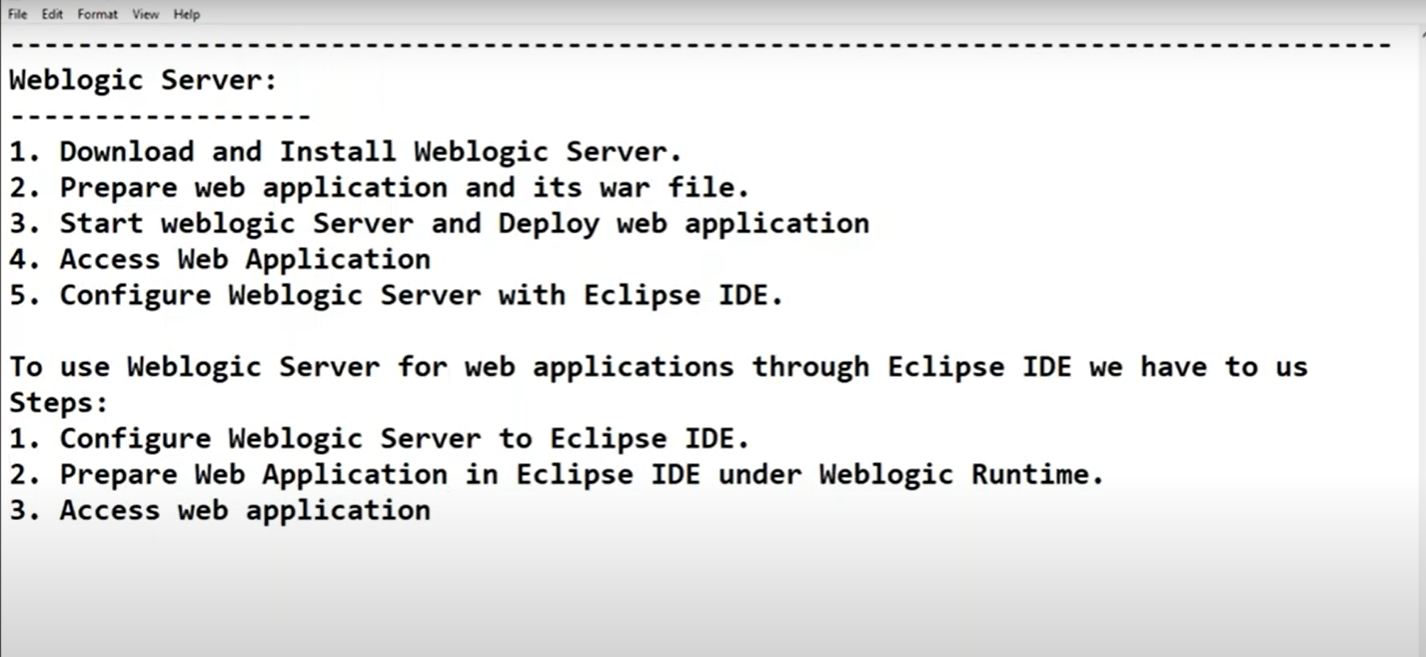 File Edit Format View Help
--------------------------------------------------------------------------------
Weblogic Server:
------------------
1. Download and Install Weblogic Server.
2. Prepare web application and its war file.
3. Start weblogic Server and Deploy web application
4. Access Web Application
5. Configure Weblogic Server with Eclipse IDE.

To use Weblogic Server for web applications through Eclipse IDE we have to us
Steps:
1. Configure Weblogic Server to Eclipse IDE.
2. Prepare Web Application in Eclipse IDE under Weblogic Runtime.
3. Access web application